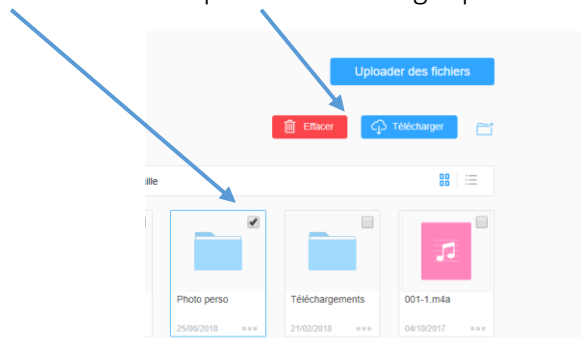 Uploader des fichiers
Effacer
Télécharger
ille
Photo perso
Téléchargements
001-1.m4a
25/06/2018
21/02/2018
04/10/2017